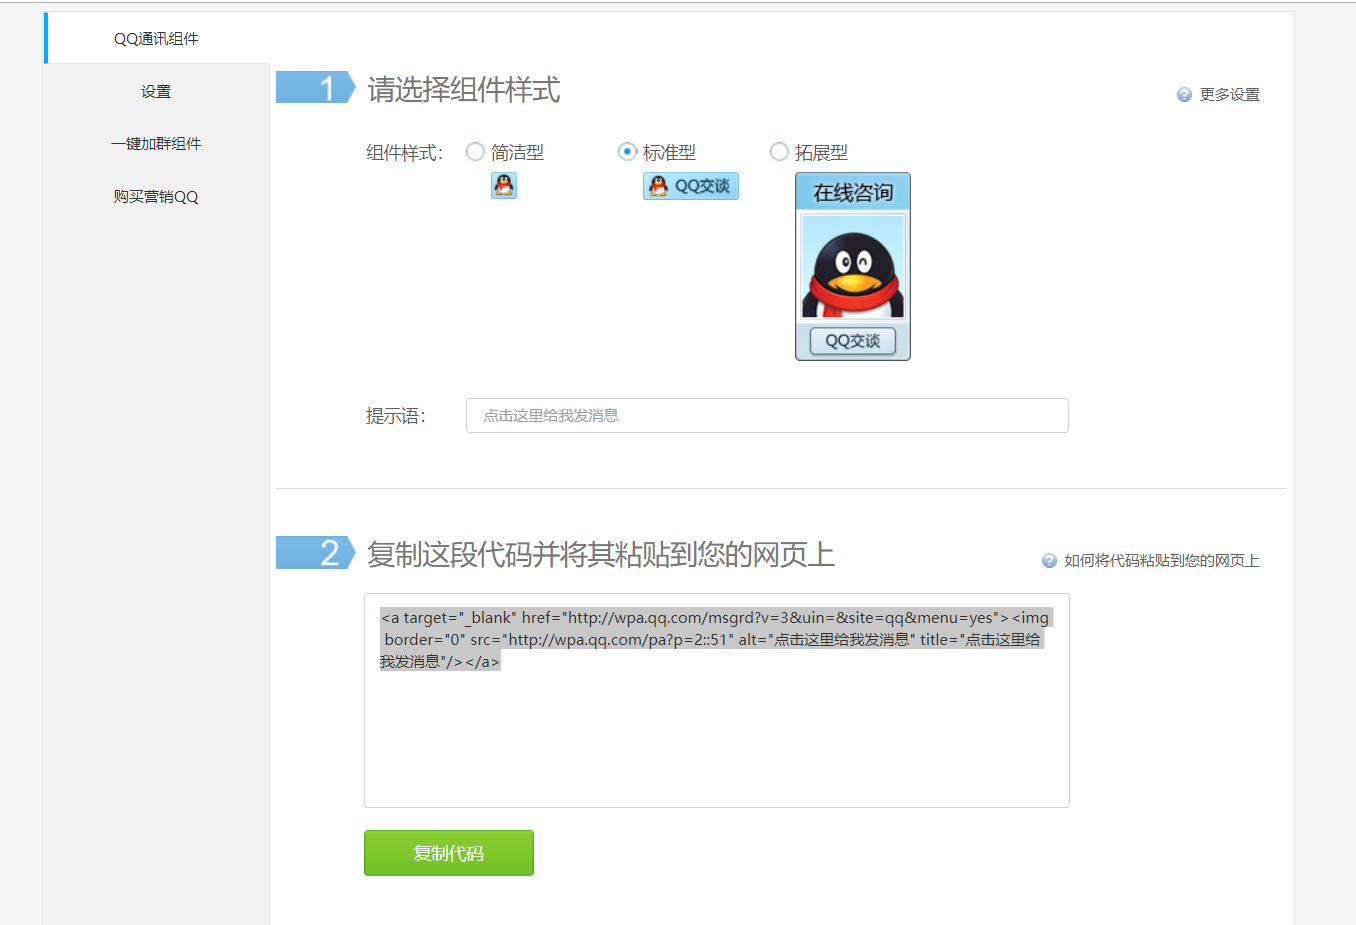 QQ通讯组件
设置
一键加群组件
购买营销QQ
1 请选择组件样式
更多设置
组件样式：
简洁型
标准型
拓展型
QQ交谈
在线咨询
QQ交谈
提示语：
点击这里给我发消息
2 复制这段代码并将其粘贴到您的网页上
如何将代码粘贴到您的网页上
<a target="_blank" href="http://wpa.qq.com/msgrd?v=3&uin=&site=qq&menu=yes"><img
border="0" src="http://wpa.qq.com/pa?p=2::51" alt="点击这里给我发消息" title="点击这里给
我发消息"/></a>
复制代码